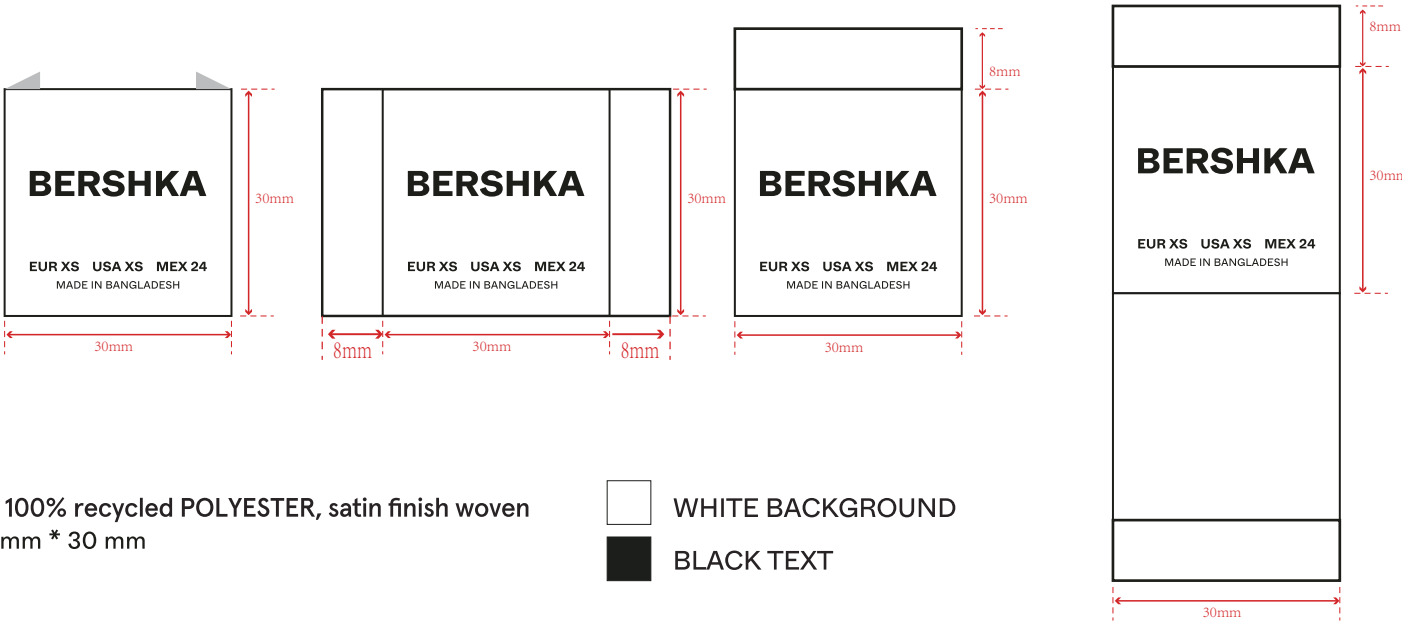 BERSHKA
EUR XS USA XS MEX 24
MADE IN BANGLADESH
30mm
30mm
BERSHKA
EUR XS USA XS MEX 24
MADE IN BANGLADESH
30mm
8mm
30mm
8mm
8mm
BERSHKA
EUR XS USA XS MEX 24
MADE IN BANGLADESH
30mm
30mm
8mm
BERSHKA
EUR XS USA XS MEX 24
MADE IN BANGLADESH
30mm
30mm
100% recycled POLYESTER, satin finish woven
mm * 30 mm
WHITE BACKGROUND
BLACK TEXT